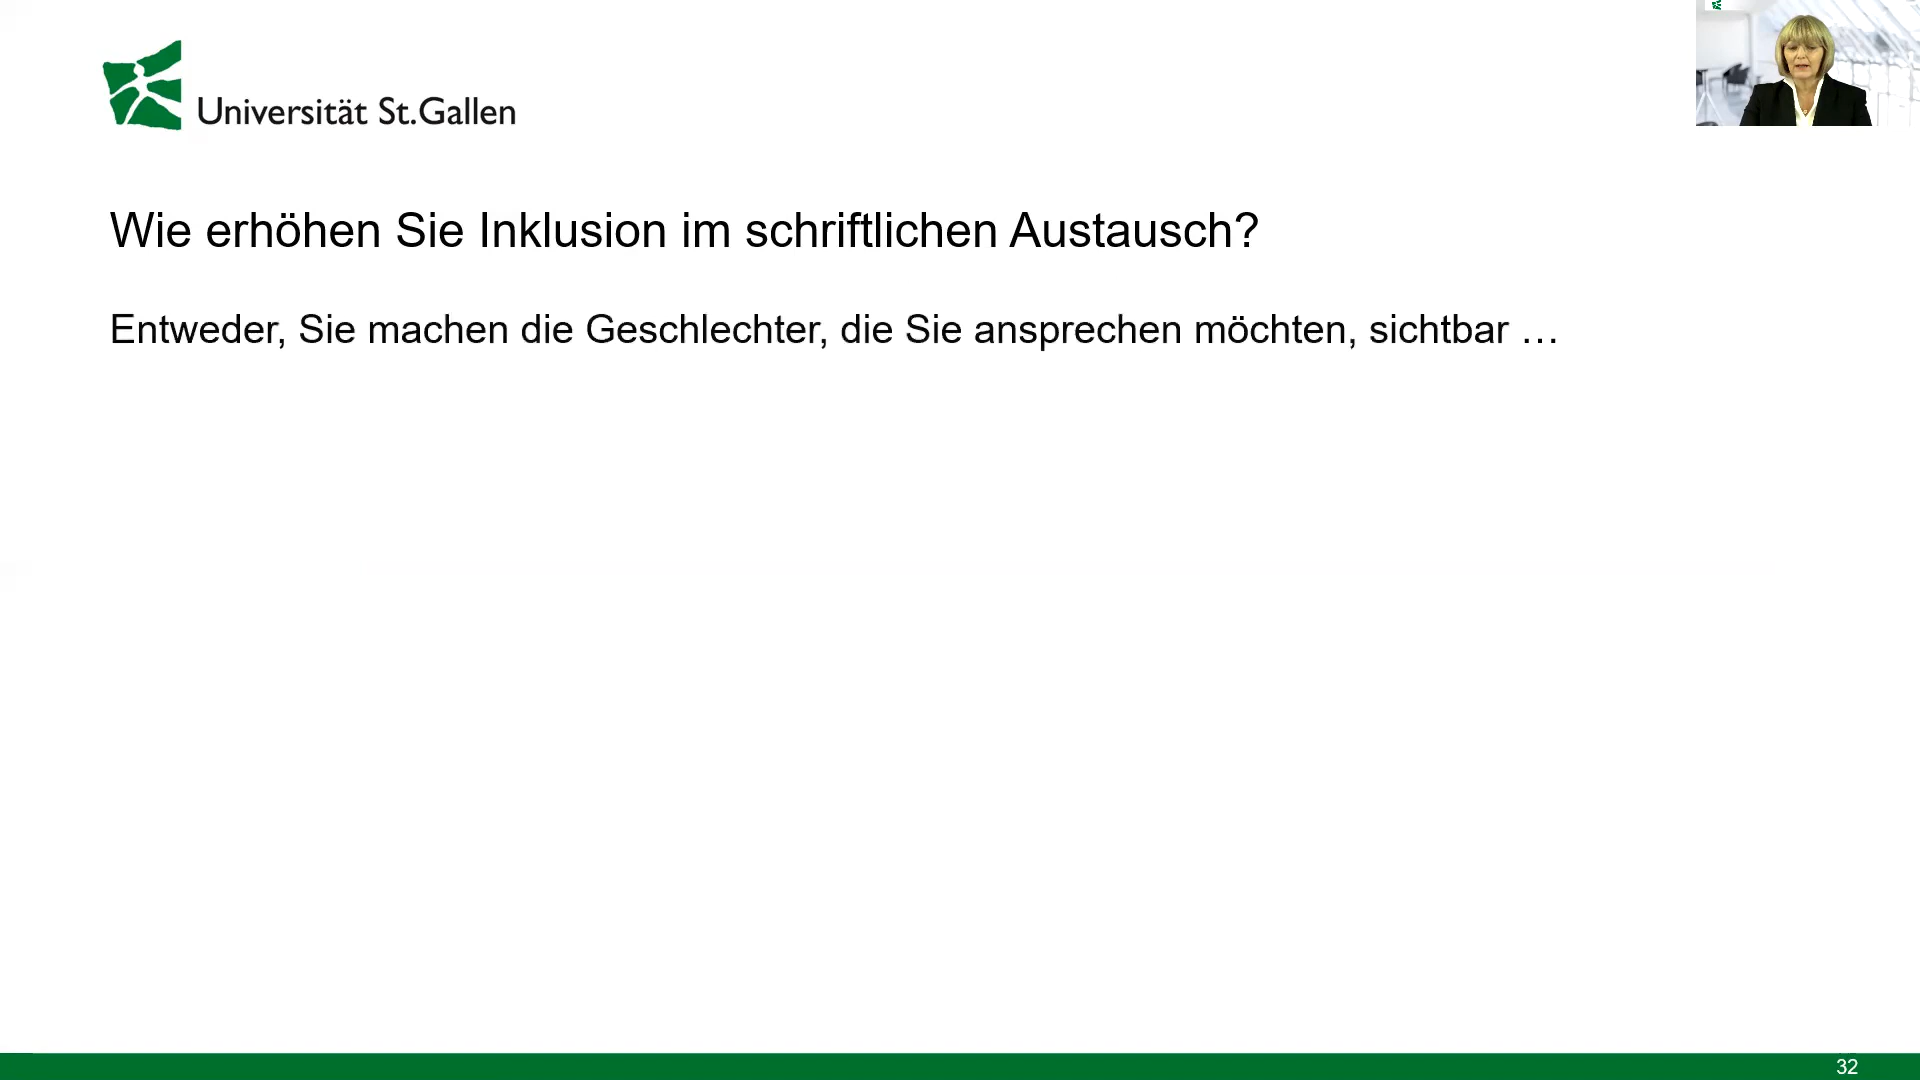 Universität St.Gallen
Wie erhöhen Sie Inklusion im schriftlichen Austausch?
Entweder, Sie machen die Geschlechter, die Sie ansprechen möchten, sichtbar …
32